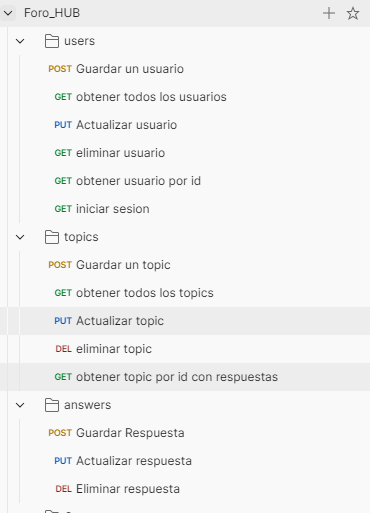 Foro_HUB
users
POST Guardar un usuario
GET obtener todos los usuarios
PUT Actualizar usuario
GET eliminar usuario
GET obtener usuario por id
GET iniciar sesion
topics
POST Guardar un topic
GET obtener todos los topics
PUT Actualizar topic
DEL eliminar topic
GET obtener topic por id con respuestas
answers
POST Guardar Respuesta
PUT Actualizar respuesta
DEL Eliminar respuesta